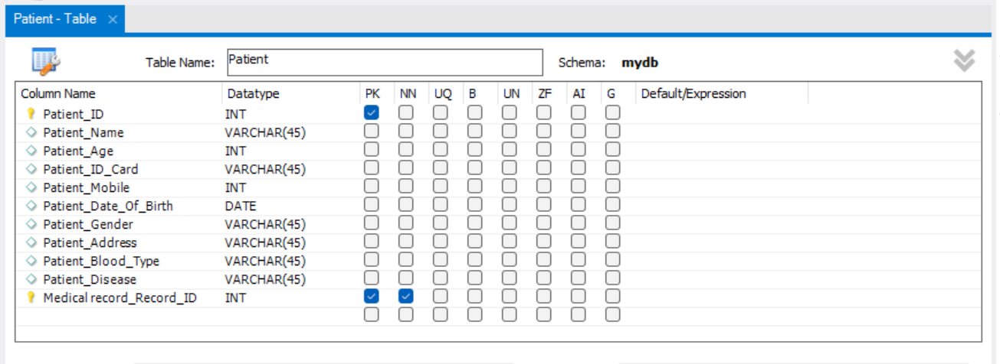 Patient - Table ×
Table Name: Patient Schema: mydb
Column Name Datatype PK NN UQ B UN ZF AI G Default/Expression
Patient_ID INT
Patient_Name VARCHAR(45)
Patient_Age INT
Patient_ID_Card VARCHAR(45)
Patient_Mobile INT
Patient_Date_Of_Birth DATE
Patient_Gender VARCHAR(45)
Patient_Address VARCHAR(45)
Patient_Blood_Type VARCHAR(45)
Patient_Disease VARCHAR(45)
Medical record_Record_ID INT